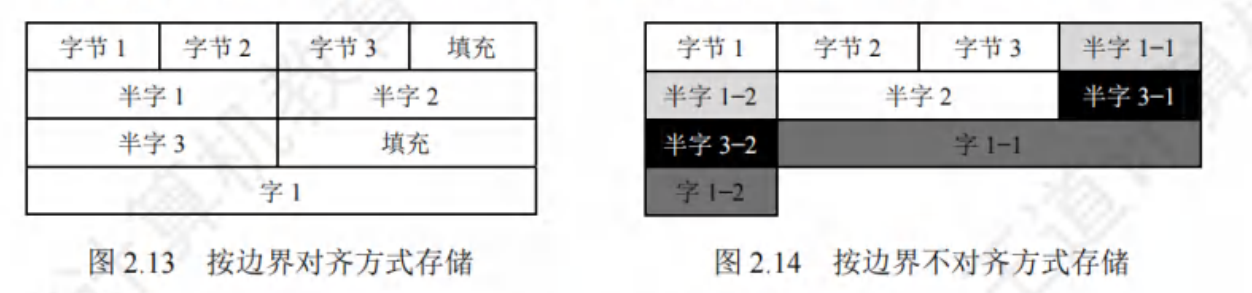 字节 1 字节 2 字节 3 填充
半字 1 半字 2
半字 3 填充
字 1
图 2.13 按边界对齐方式存储
字节 1 字节 2 字节 3 半字 1-1
半字 1-2 半字 2 半字 3-1
半字 3-2 字 1-1
字 1-2
图 2.14 按边界不对齐方式存储